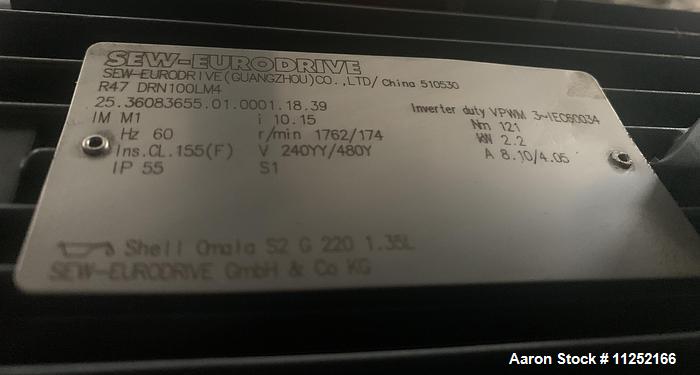 SEW-EURODRIVE
SEW-EURODRIVE(GUANGZHOU)CO.,LTD/ China 510530
R47 DRN100LM4
25.36083655.01.0001.18.39 Inverter duty VPWM 3~IEC60034
IM M1 i 10.15 Nm 121
Hz 60 r/min 1762/174 kW 2.2
Ins.CL.155(F) V 240YY/480Y A 8.10/4.05
IP 55 S1
Shell Omala S2 G 220 1.35L
SEW-EURODRIVE GmbH & Co KG
Aaron Stock # 11252166